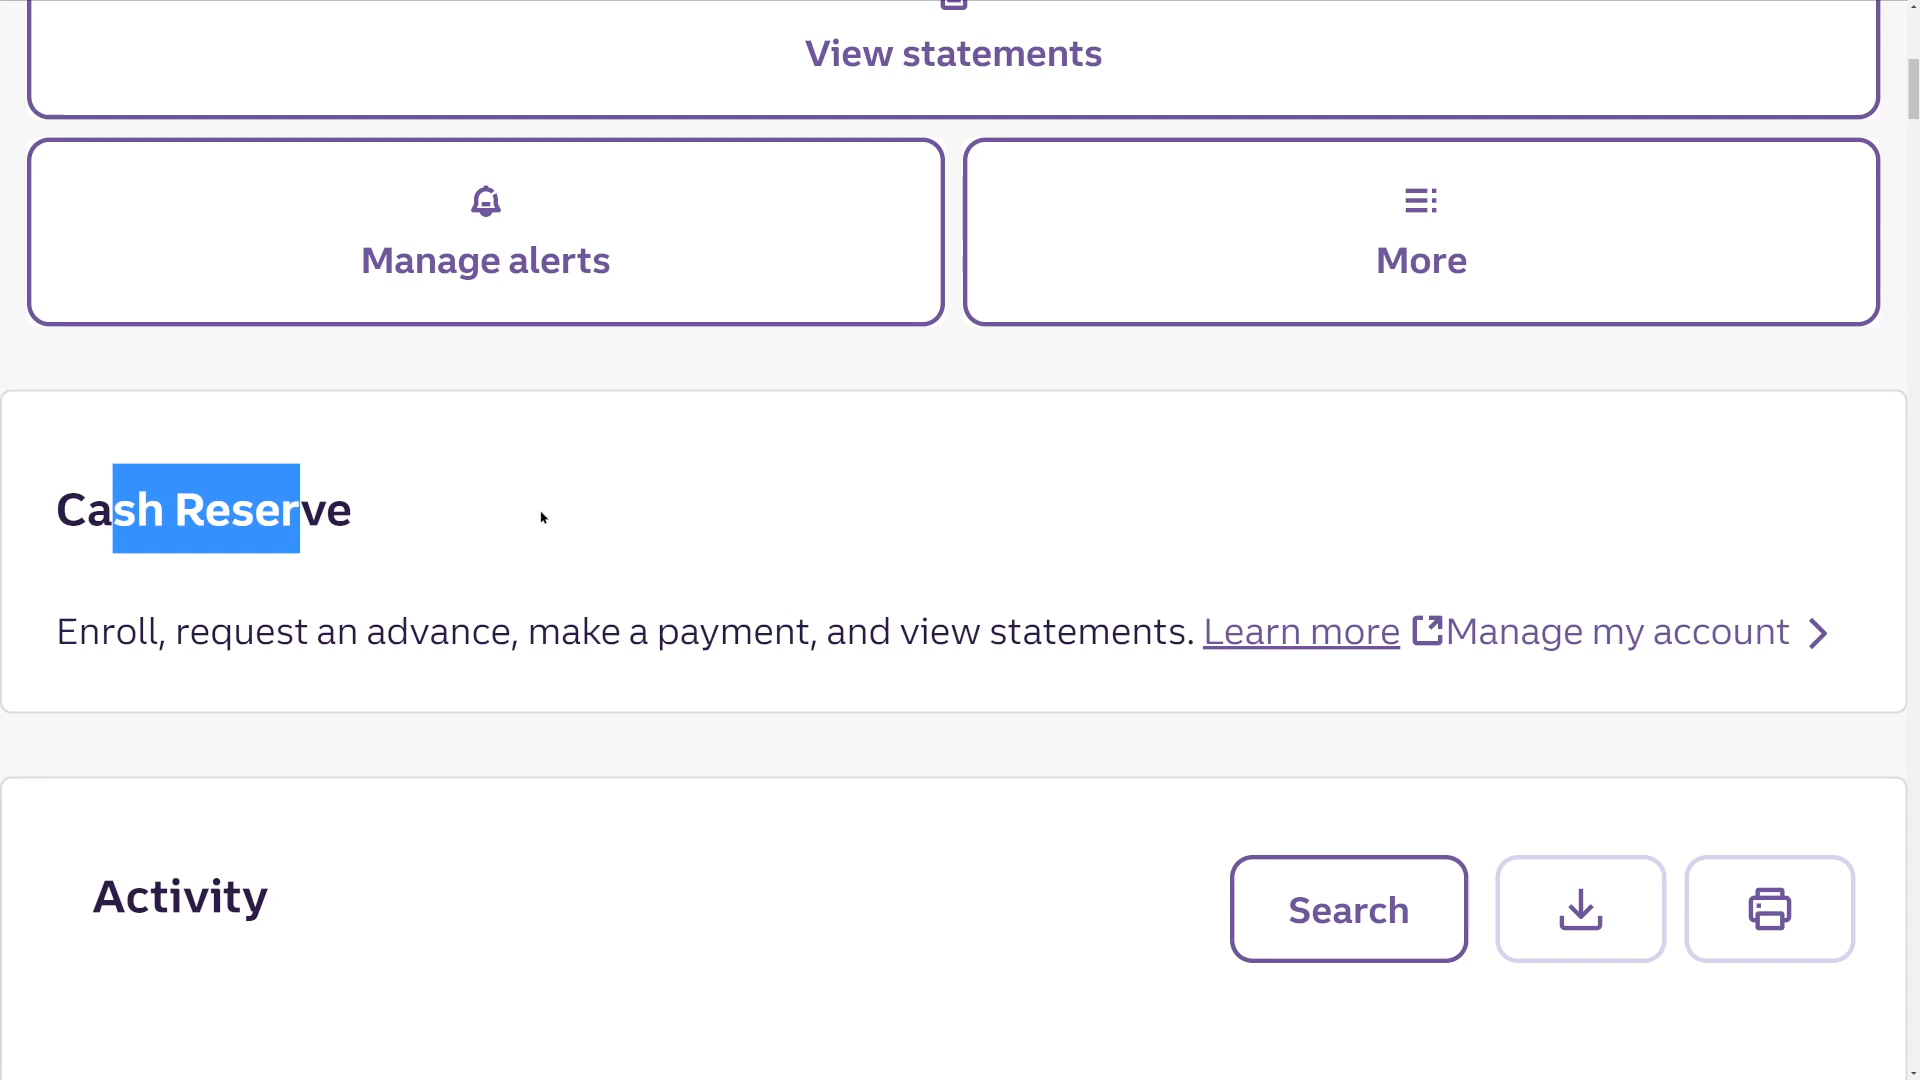 View statements
Manage alerts
More
Cash Reserve
Enroll, request an advance, make a payment, and view statements. Learn more Manage my account
Activity
Search